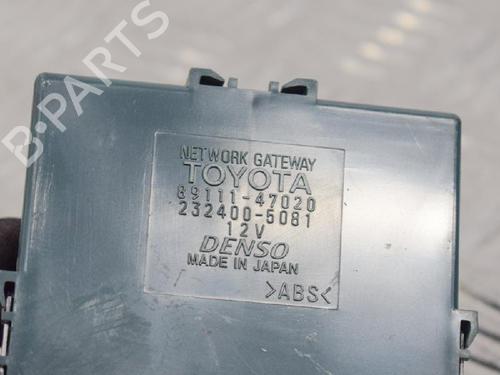 B·PARTS
NETWORK GATEWAY
TOYOTA
89111-47020
232400-5081
12V
DENSO
MADE IN JAPAN
>ABS<